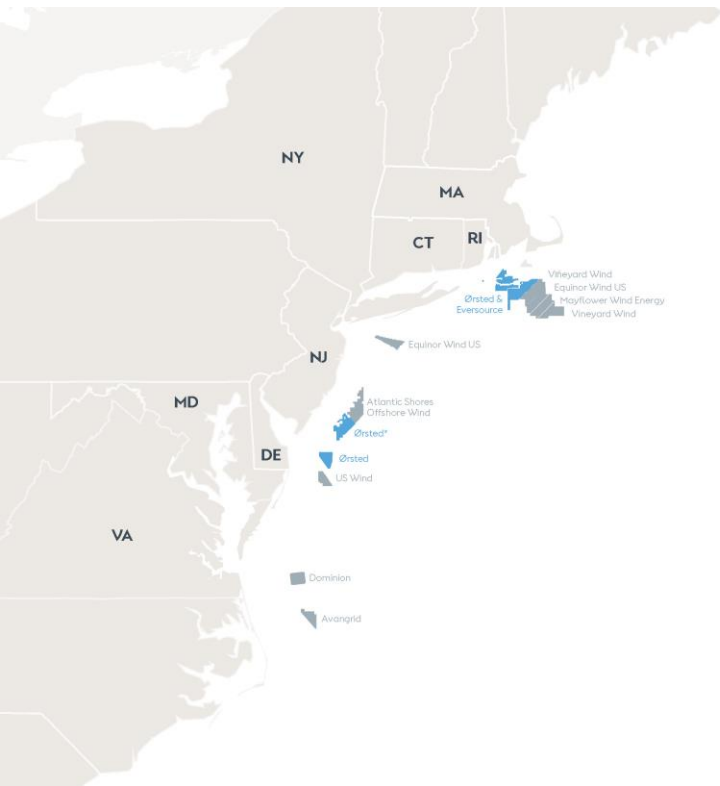 NY
MA
CT
RI
Vineyard Wind
Equinor Wind US
Mayflower Wind Energy
Vineyard Wind
Ørsted &
Eversource
Equinor Wind US
NJ
MD
Atlantic Shores
Offshore Wind
Ørsted*
DE
Ørsted
US Wind
VA
Dominion
Avangrid